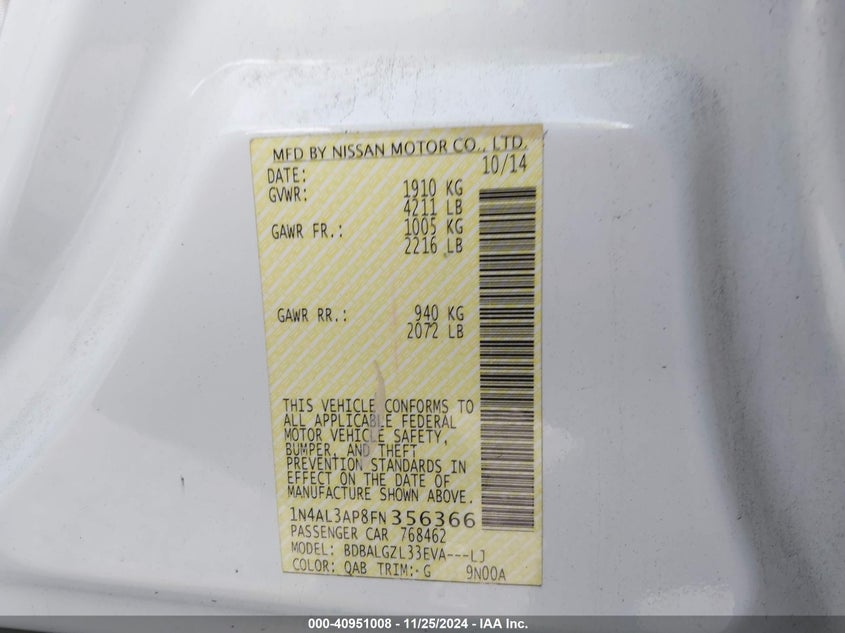 MFD BY NISSAN MOTOR CO., LTD.
DATE: 10/14
GVWR: 1910 KG
4211 LB
GAWR FR.: 1005 KG
2216 LB
GAWR RR.: 940 KG
2072 LB
THIS VEHICLE CONFORMS TO
ALL APPLICABLE FEDERAL
MOTOR VEHICLE SAFETY,
BUMPER, AND THEFT
PREVENTION STANDARDS IN
EFFECT ON THE DATE OF
MANUFACTURE SHOWN ABOVE.
1N4AL3AP8FN356366
PASSENGER CAR 768462
MODEL: BDBALGZL33EVA---LJ
COLOR: QAB TRIM: G 9N00A
000-40951008 - 11/25/2024 - IAA Inc.